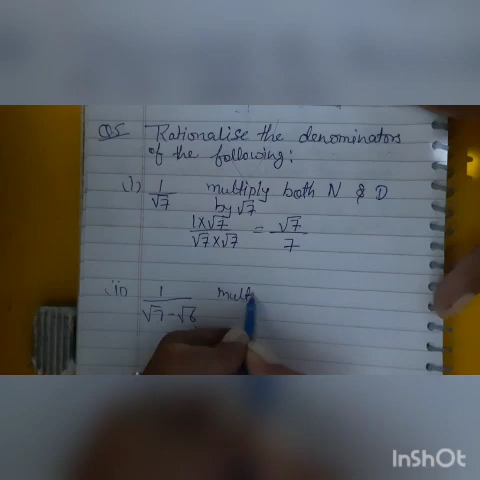 Q5 Rationalise the denominators
of the following:
i) 1/√7 multiply both N & D
by √7
1×√7/√7×√7 = √7/7
ii) 1/√7-√6 mult
InShOt